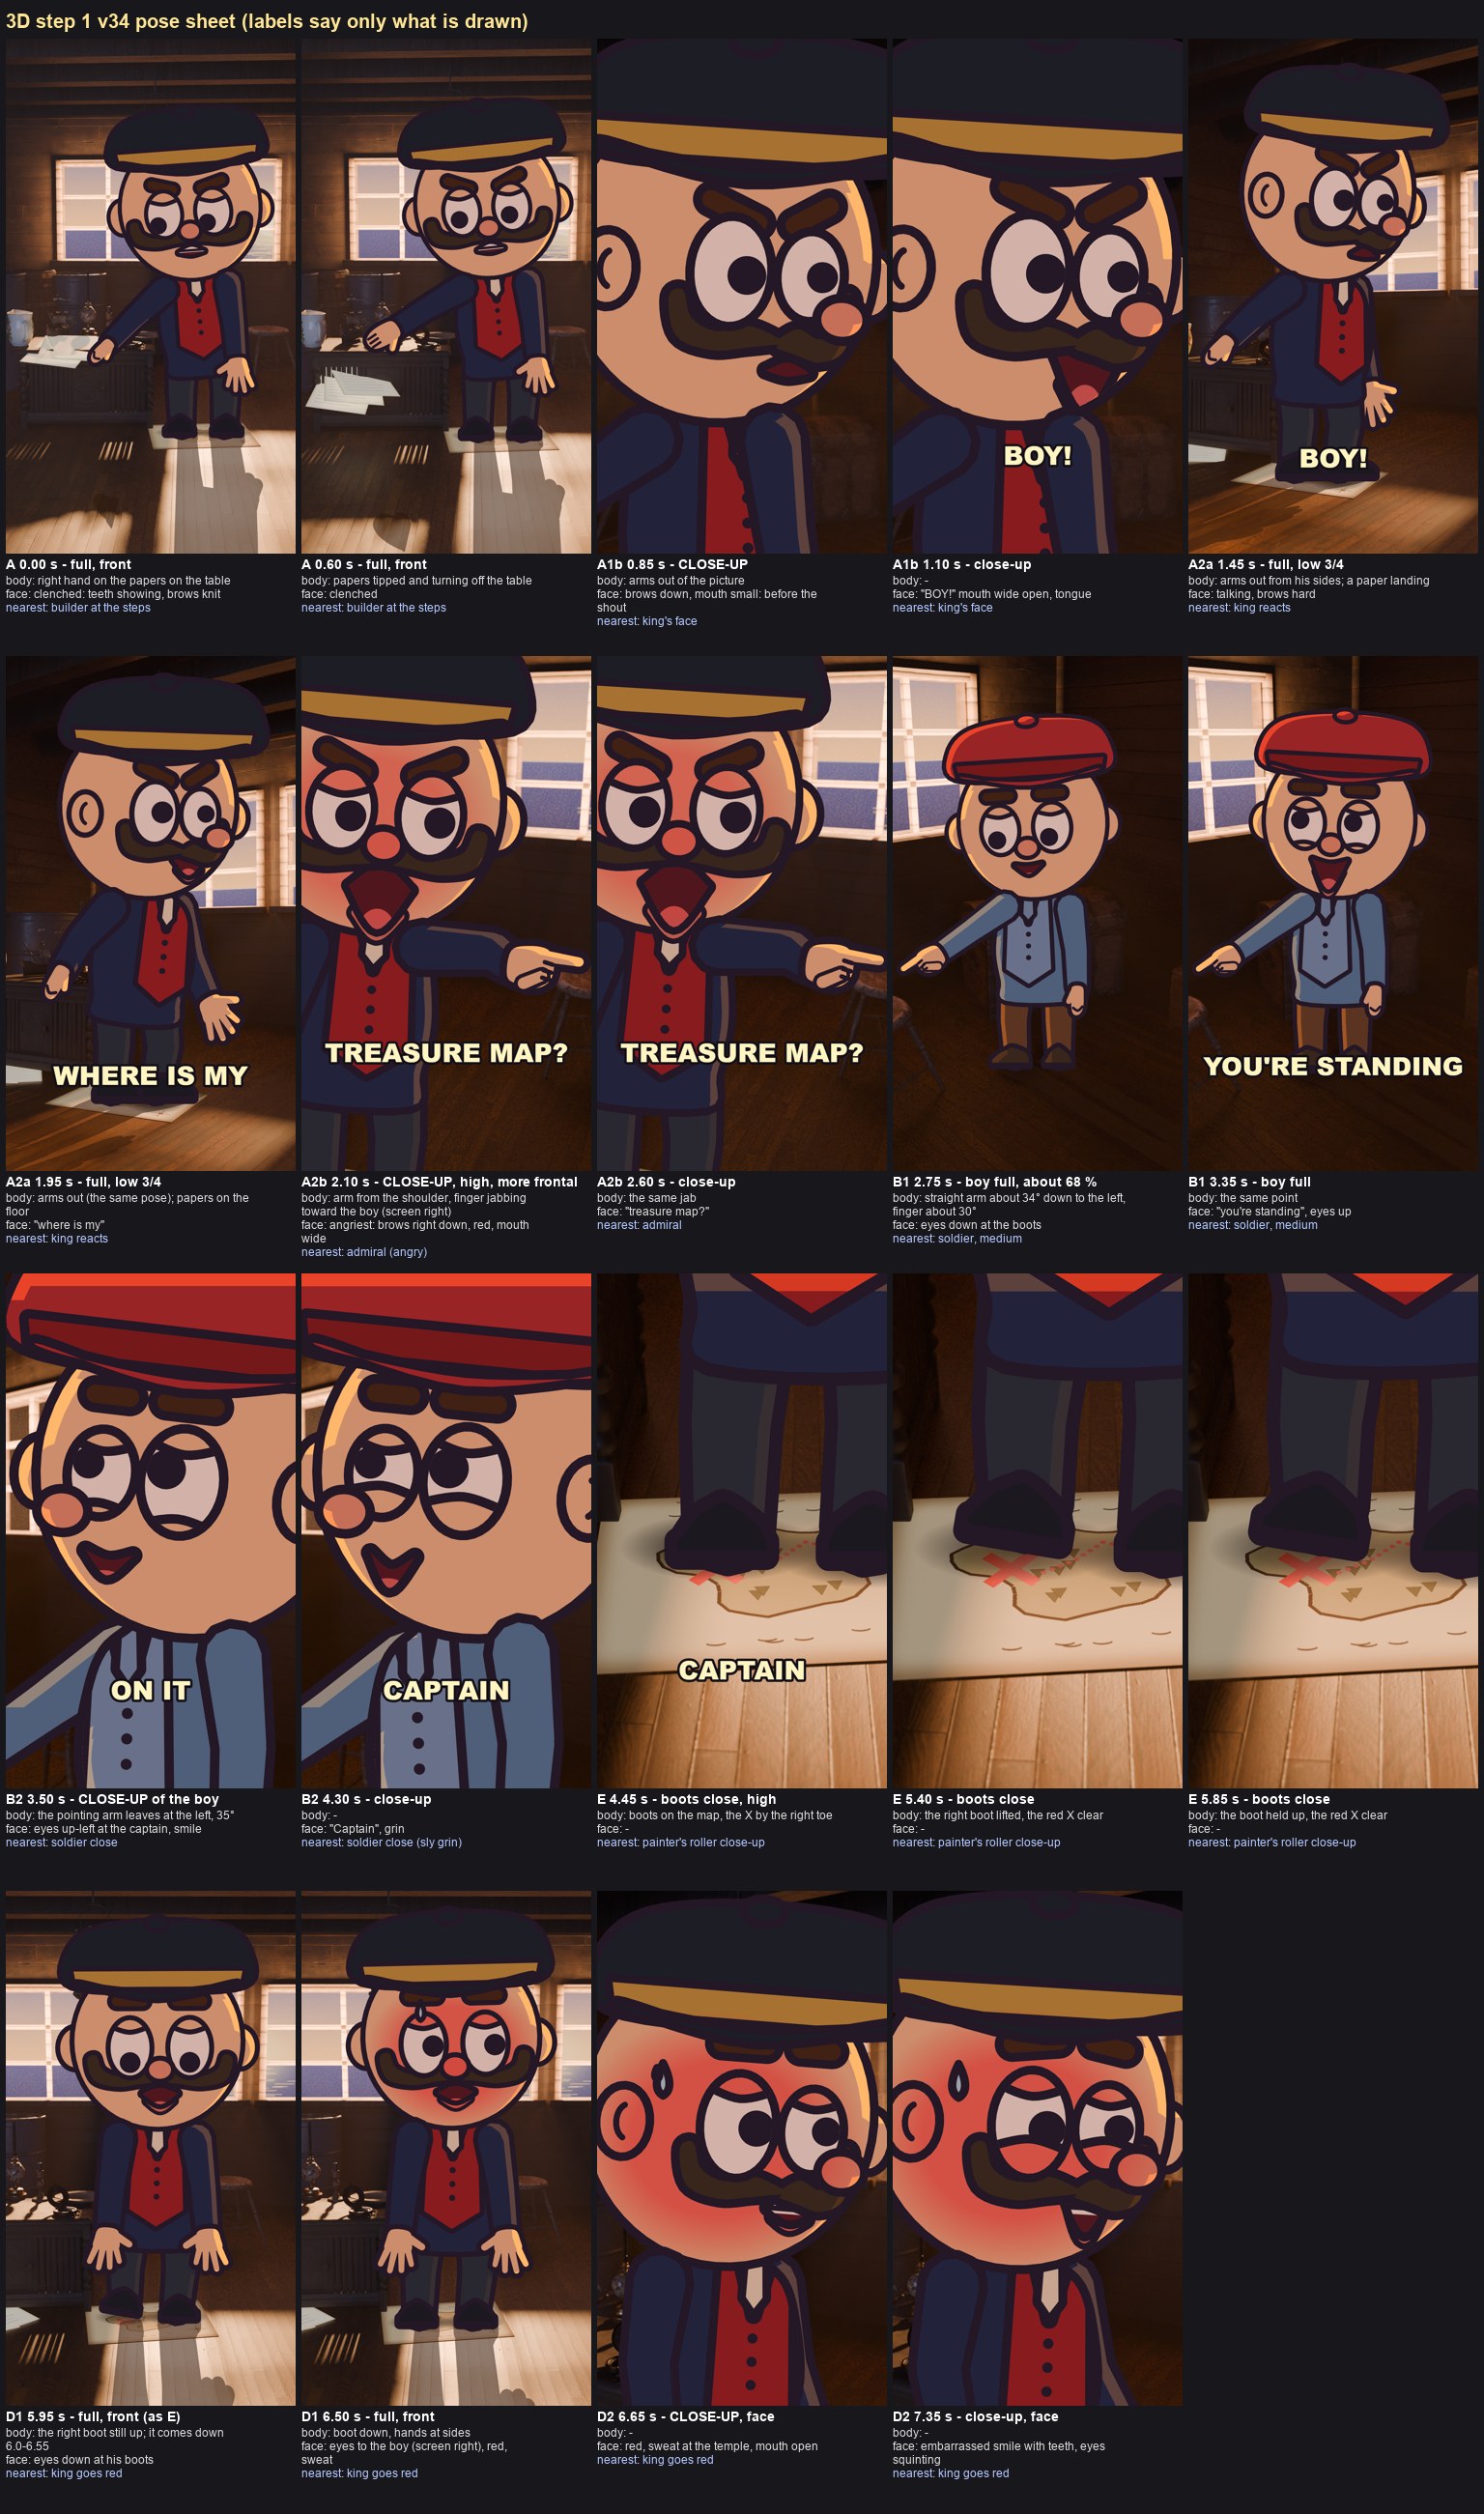 3D step 1 v34 pose sheet (labels say only what is drawn)
BOY!
BOY!
A 0.00 s - full, front
body: right hand on the papers on the table
face: clenched: teeth showing, brows knit
nearest: builder at the steps
A 0.60 s - full, front
body: papers tipped and turning off the table
face: clenched
nearest: builder at the steps
A1b 0.85 s - CLOSE-UP
body: arms out of the picture
face: brows down, mouth small: before the
shout
nearest: king's face
A1b 1.10 s - close-up
body: -
face: "BOY!" mouth wide open, tongue
nearest: king's face
A2a 1.45 s - full, low 3/4
body: arms out from his sides; a paper landing
face: talking, brows hard
nearest: king reacts
WHERE IS MY
TREASURE MAP?
TREASURE MAP?
YOU'RE STANDING
A2a 1.95 s - full, low 3/4
body: arms out (the same pose); papers on the
floor
face: "where is my"
nearest: king reacts
A2b 2.10 s - CLOSE-UP, high, more frontal
body: arm from the shoulder, finger jabbing
toward the boy (screen right)
face: angriest: brows right down, red, mouth
wide
nearest: admiral (angry)
A2b 2.60 s - close-up
body: the same jab
face: "treasure map?"
nearest: admiral
B1 2.75 s - boy full, about 68 %
body: straight arm about 34° down to the left,
finger about 30°
face: eyes down at the boots
nearest: soldier, medium
B1 3.35 s - boy full
body: the same point
face: "you're standing", eyes up
nearest: soldier, medium
ON IT
CAPTAIN
CAPTAIN
B2 3.50 s - CLOSE-UP of the boy
body: the pointing arm leaves at the left, 35°
face: eyes up-left at the captain, smile
nearest: soldier close
B2 4.30 s - close-up
body: -
face: "Captain", grin
nearest: soldier close (sly grin)
E 4.45 s - boots close, high
body: boots on the map, the X by the right toe
face: -
nearest: painter's roller close-up
E 5.40 s - boots close
body: the right boot lifted, the red X clear
face: -
nearest: painter's roller close-up
E 5.85 s - boots close
body: the boot held up, the red X clear
face: -
nearest: painter's roller close-up
D1 5.95 s - full, front (as E)
body: the right boot still up; it comes down
6.0-6.55
face: eyes down at his boots
nearest: king goes red
D1 6.50 s - full, front
body: boot down, hands at sides
face: eyes to the boy (screen right), red,
sweat
nearest: king goes red
D2 6.65 s - CLOSE-UP, face
body: -
face: red, sweat at the temple, mouth open
nearest: king goes red
D2 7.35 s - close-up, face
body: -
face: embarrassed smile with teeth, eyes
squinting
nearest: king goes red